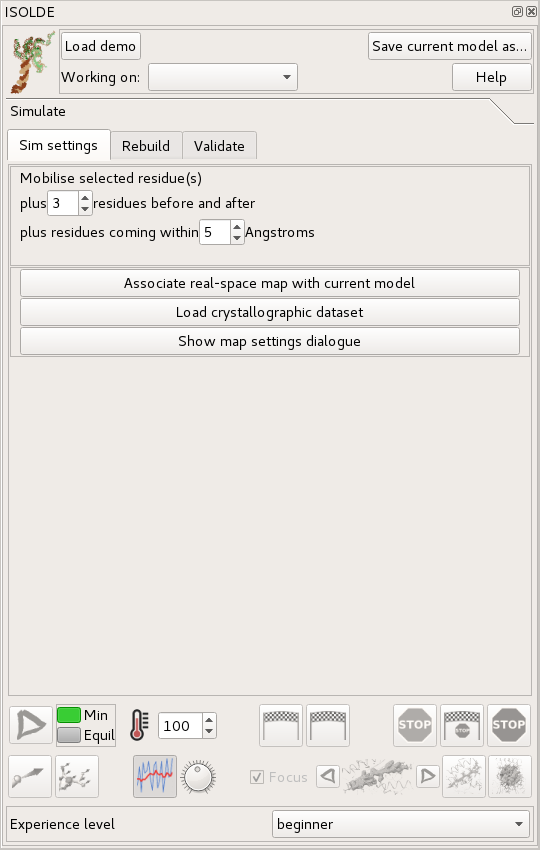 ISOLDE
Load demo
Save current model as...
Working on:
Help
Simulate
Sim settings Rebuild Validate
Mobilise selected residue(s)
plus 3 residues before and after
plus residues coming within 5 Angstroms
Associate real-space map with current model
Load crystallographic dataset
Show map settings dialogue
Min
Equil
100
STOP STOP STOP
Focus
Experience level beginner